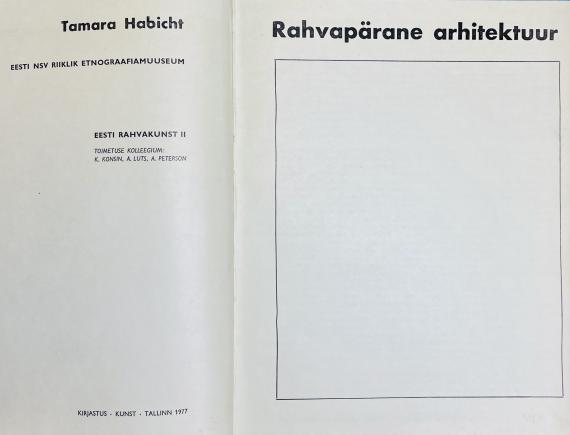 Tamara Habicht
EESTI NSV RIIKLIK ETNOGRAAFIAMUUSEUM
EESTI RAHVAKUNST II
TOIMETUSE KOLLEEGIUM:
K. KONSIN, A. LUTS, A. PETERSON
KIRJASTUS · KUNST · TALLINN 1977
Rahvapärane arhitektuur